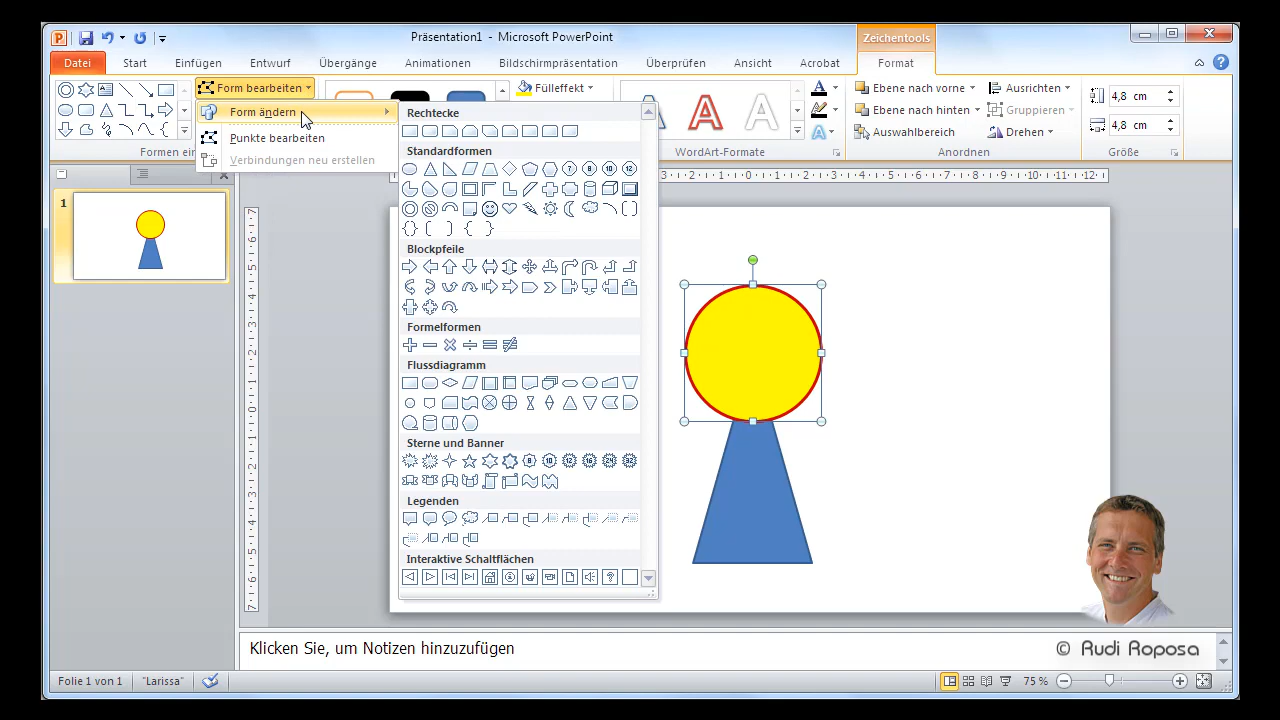 Präsentation1 - Microsoft PowerPoint
Zeichentools
Datei Start Einfügen Entwurf Übergänge Animationen Bildschirmpräsentation Überprüfen Ansicht Acrobat Format
Form bearbeiten
Fülleffekt
Ebene nach vorne
Ausrichten
4,8 cm
Form ändern
Ebene nach hinten
Gruppieren
Punkte bearbeiten
Auswahlbereich
4,8 cm
Formen ein
Verbindungen neu erstellen
WordArt-Formate
Anordnen
Größe
Rechtecke
Standardformen
Blockpfeile
Formelformen
Flussdiagramm
Sterne und Banner
Legenden
Interaktive Schaltflächen
1
Klicken Sie, um Notizen hinzuzufügen
© Rudi Roposa
Folie 1 von 1
"Larissa"
75 %